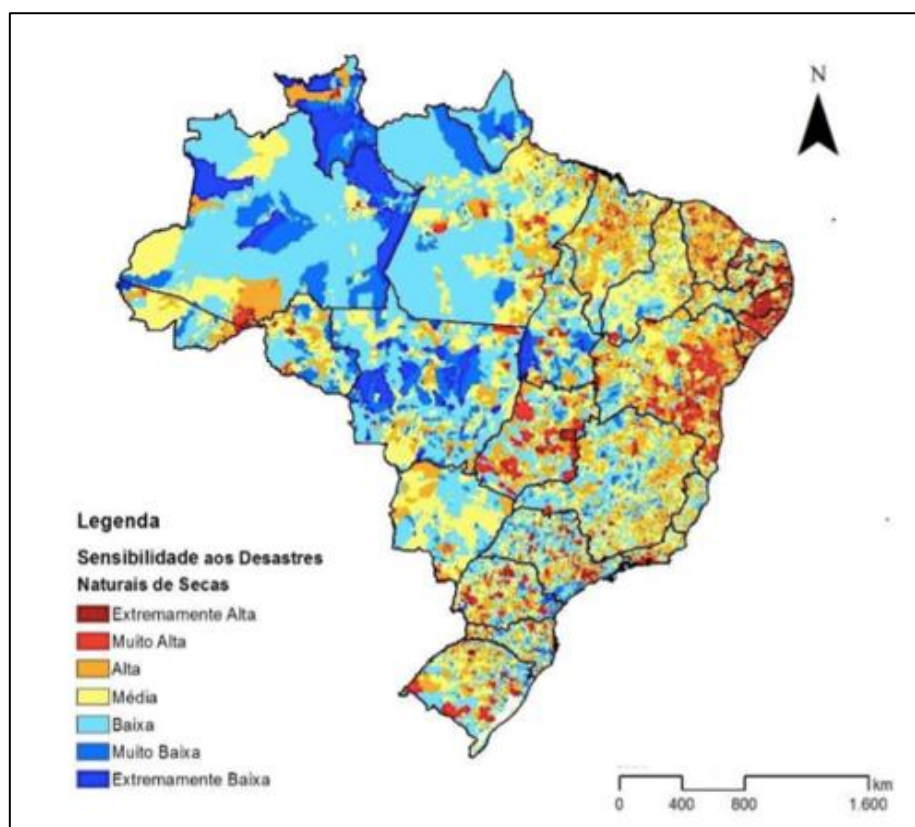 N
Legenda
Sensibilidade aos Desastres
Naturais de Secas
Extremamente Alta
Muito Alta
Alta
Média
Baixa
Muito Baixa
Extremamente Baixa
km
0 400 800 1.600